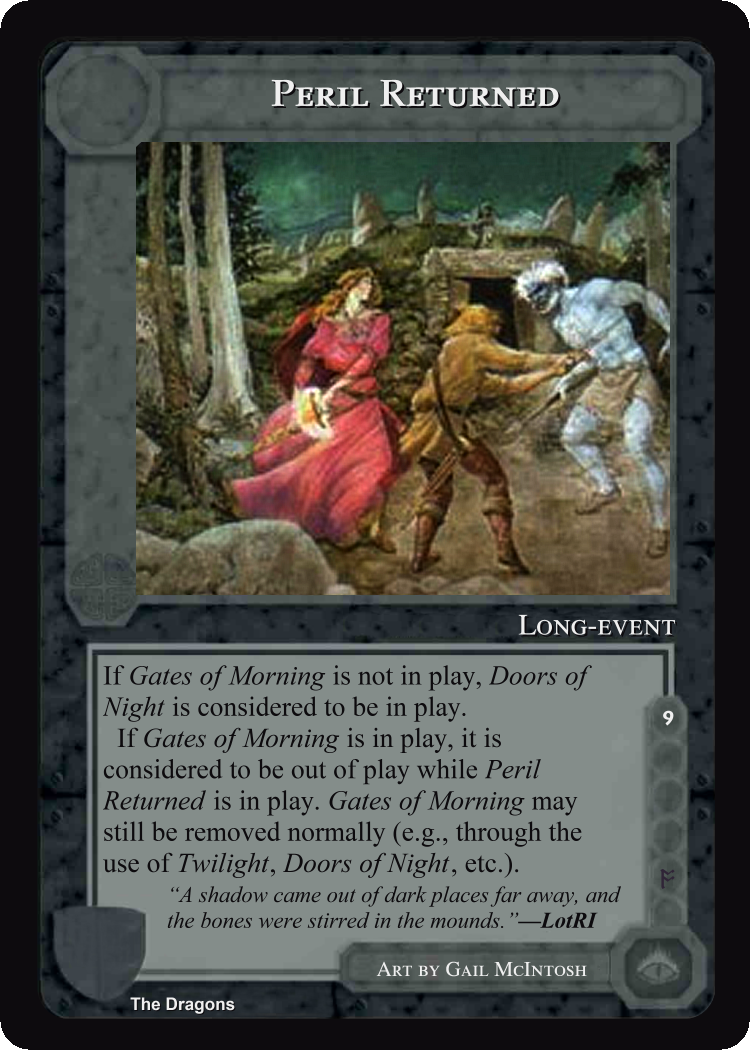 Peril Returned
Long-event
If Gates of Morning is not in play, Doors of
Night is considered to be in play.
If Gates of Morning is in play, it is
considered to be out of play while Peril
Returned is in play. Gates of Morning may
still be removed normally (e.g., through the
use of Twilight, Doors of Night, etc.).
“A shadow came out of dark places far away, and
the bones were stirred in the mounds.”—LotRI
9
ᚠ
Art by Gail McIntosh
The Dragons